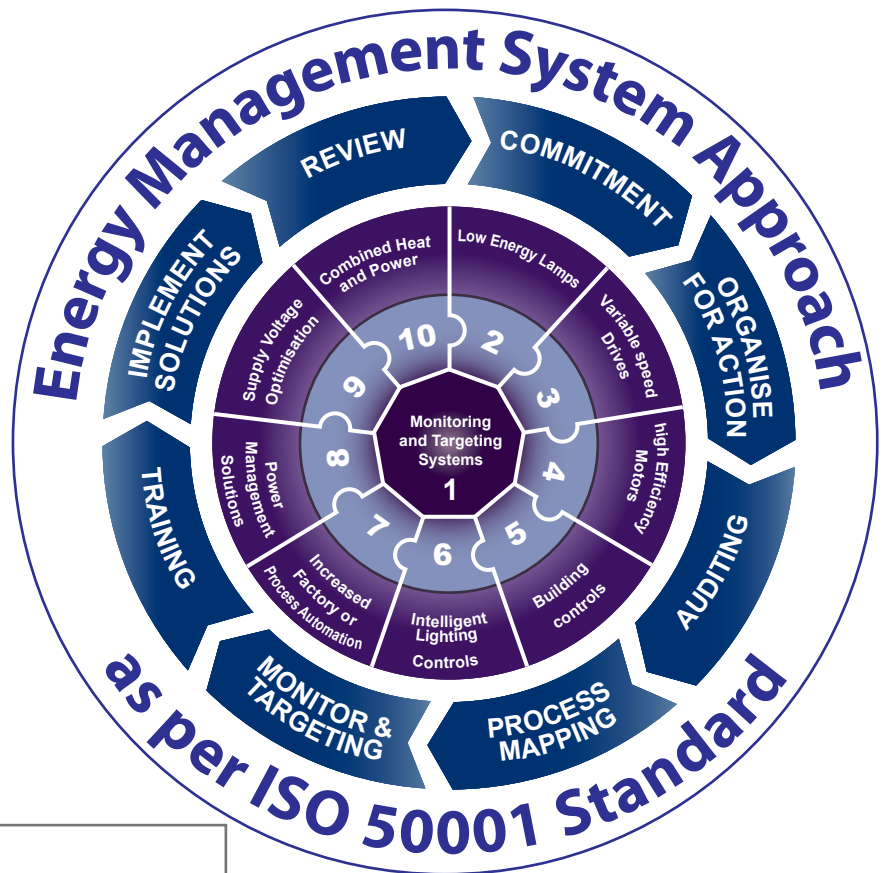 Energy Management System Approach
as per ISO 50001 Standard
COMMITMENT
ORGANISE
FOR ACTION
AUDITING
PROCESS
MAPPING
MONITOR &
TARGETING
TRAINING
IMPLEMENT
SOLUTIONS
REVIEW
Monitoring
and Targeting
Systems
1
Low Energy Lamps
2
Variable speed
Drives
3
high Efficiency
Motors
4
Building
controls
5
Intelligent
Lighting
Controls
6
Increased
Factory or
Process Automation
7
Power
Management
Solutions
8
Supply Voltage
Optimisation
9
Combined Heat
and Power
10